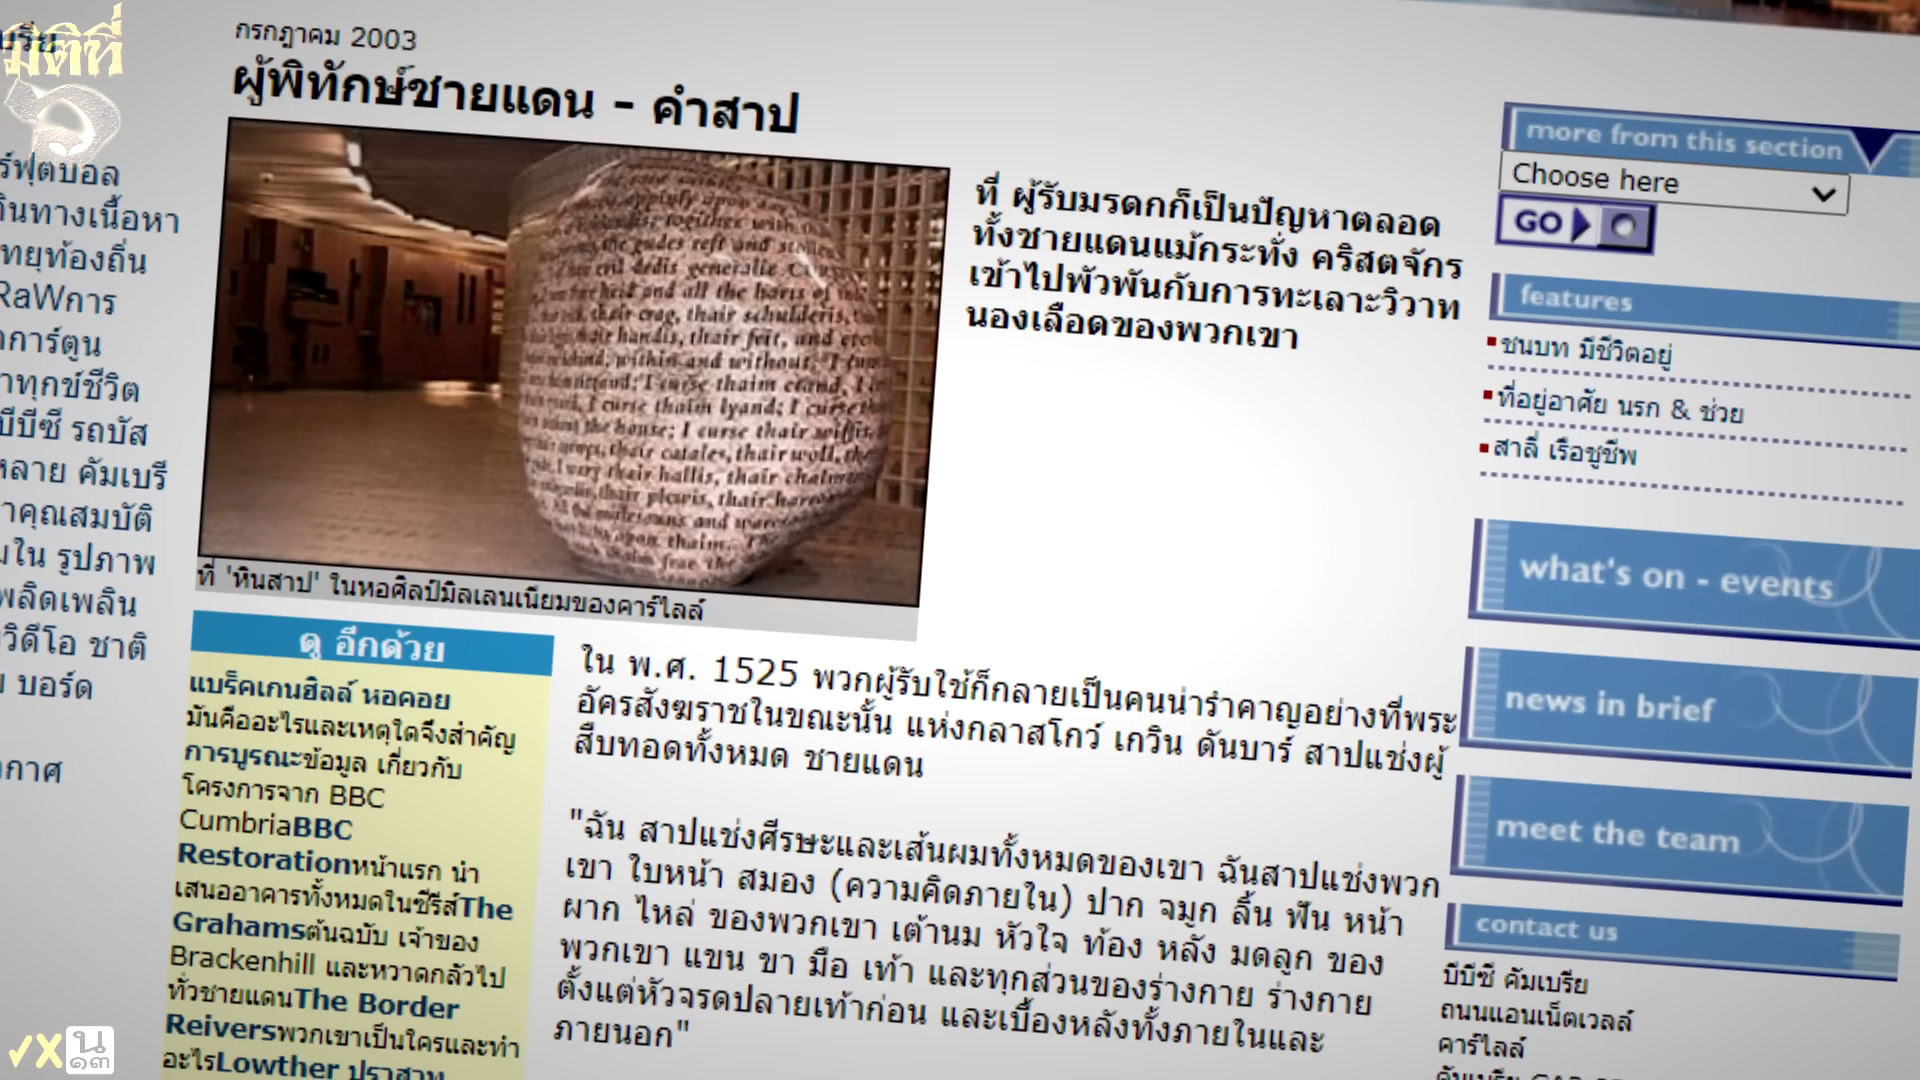 มิติที่
๖
กรกฎาคม 2003
ผู้พิทักษ์ชายแดน - คำสาป
ที่ ผู้รับมรดกก็เป็นปัญหาตลอด
ทั้งชายแดนแม้กระทั่ง คริสตจักร
เข้าไปพัวพันกับการทะเลาะวิวาท
นองเลือดของพวกเขา
ที่ 'หินสาป' ในหอศิลป์มิลเลนเนียมของคาร์ไลล์
ร์ฟุตบอล
ดินทางเนื้อหา
ทยุท้องถิ่น
RaWการ
การ์ตูน
าทุกข์ชีวิต
บีบีซี รถบัส
หลาย คัมเบรี
าคุณสมบัติ
ใน รูปภาพ
พลิดเพลิน
วิดีโอ ชาติ
บอร์ด
กาศ
ดู อีกด้วย
แบร็คเกนฮิลล์ หอคอย
มันคืออะไรและเหตุใดจึงสำคัญ
การบูรณะข้อมูล เกี่ยวกับ
โครงการจาก BBC
CumbriaBBC
Restorationหน้าแรก นำ
เสนออาคารทั้งหมดในซีรีส์The
Grahamsต้นฉบับ เจ้าของ
Brackenhill และหวาดกลัวไป
ทั่วชายแดนThe Border
Reiversพวกเขาเป็นใครและทำ
อะไรLowther ปราสาท
ใน พ.ศ. 1525 พวกผู้รับใช้ก็กลายเป็นคนน่ารำคาญอย่างที่พระ
อัครสังฆราชในขณะนั้น แห่งกลาสโกว์ เกวิน ดันบาร์ สาปแช่งผู้
สืบทอดทั้งหมด ชายแดน
"ฉัน สาปแช่งศีรษะและเส้นผมทั้งหมดของเขา ฉันสาปแช่งพวก
เขา ใบหน้า สมอง (ความคิดภายใน) ปาก จมูก ลิ้น ฟัน หน้า
ผาก ไหล่ ของพวกเขา เต้านม หัวใจ ท้อง หลัง มดลูก ของ
พวกเขา แขน ขา มือ เท้า และทุกส่วนของร่างกาย ร่างกาย
ตั้งแต่หัวจรดปลายเท้าก่อน และเบื้องหลังทั้งภายในและ
ภายนอก"
more from this section
Choose here
GO
features
ชนบท มีชีวิตอยู่
ที่อยู่อาศัย นรก & ช่วย
สาลี่ เรือชูชีพ
what's on - events
news in brief
meet the team
contact us
บีบีซี คัมเบรีย
ถนนแอนเน็ตเวลล์
คาร์ไลล์
✓X น
๑๓